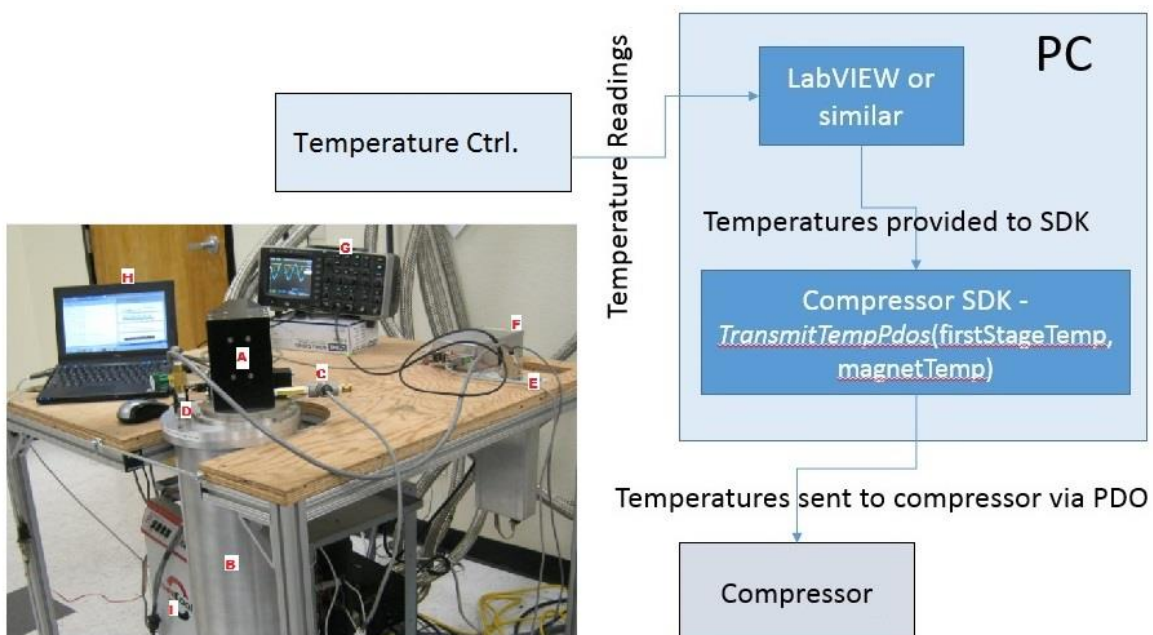 PC
LabVIEW or
similar
Temperature Ctrl.
Temperature Readings
Temperatures provided to SDK
Compressor SDK -
TransmitTempPdos(firstStageTemp,
magnetTemp)
Temperatures sent to compressor via PDO
Compressor
H
G
A
F
C
E
D
B
I